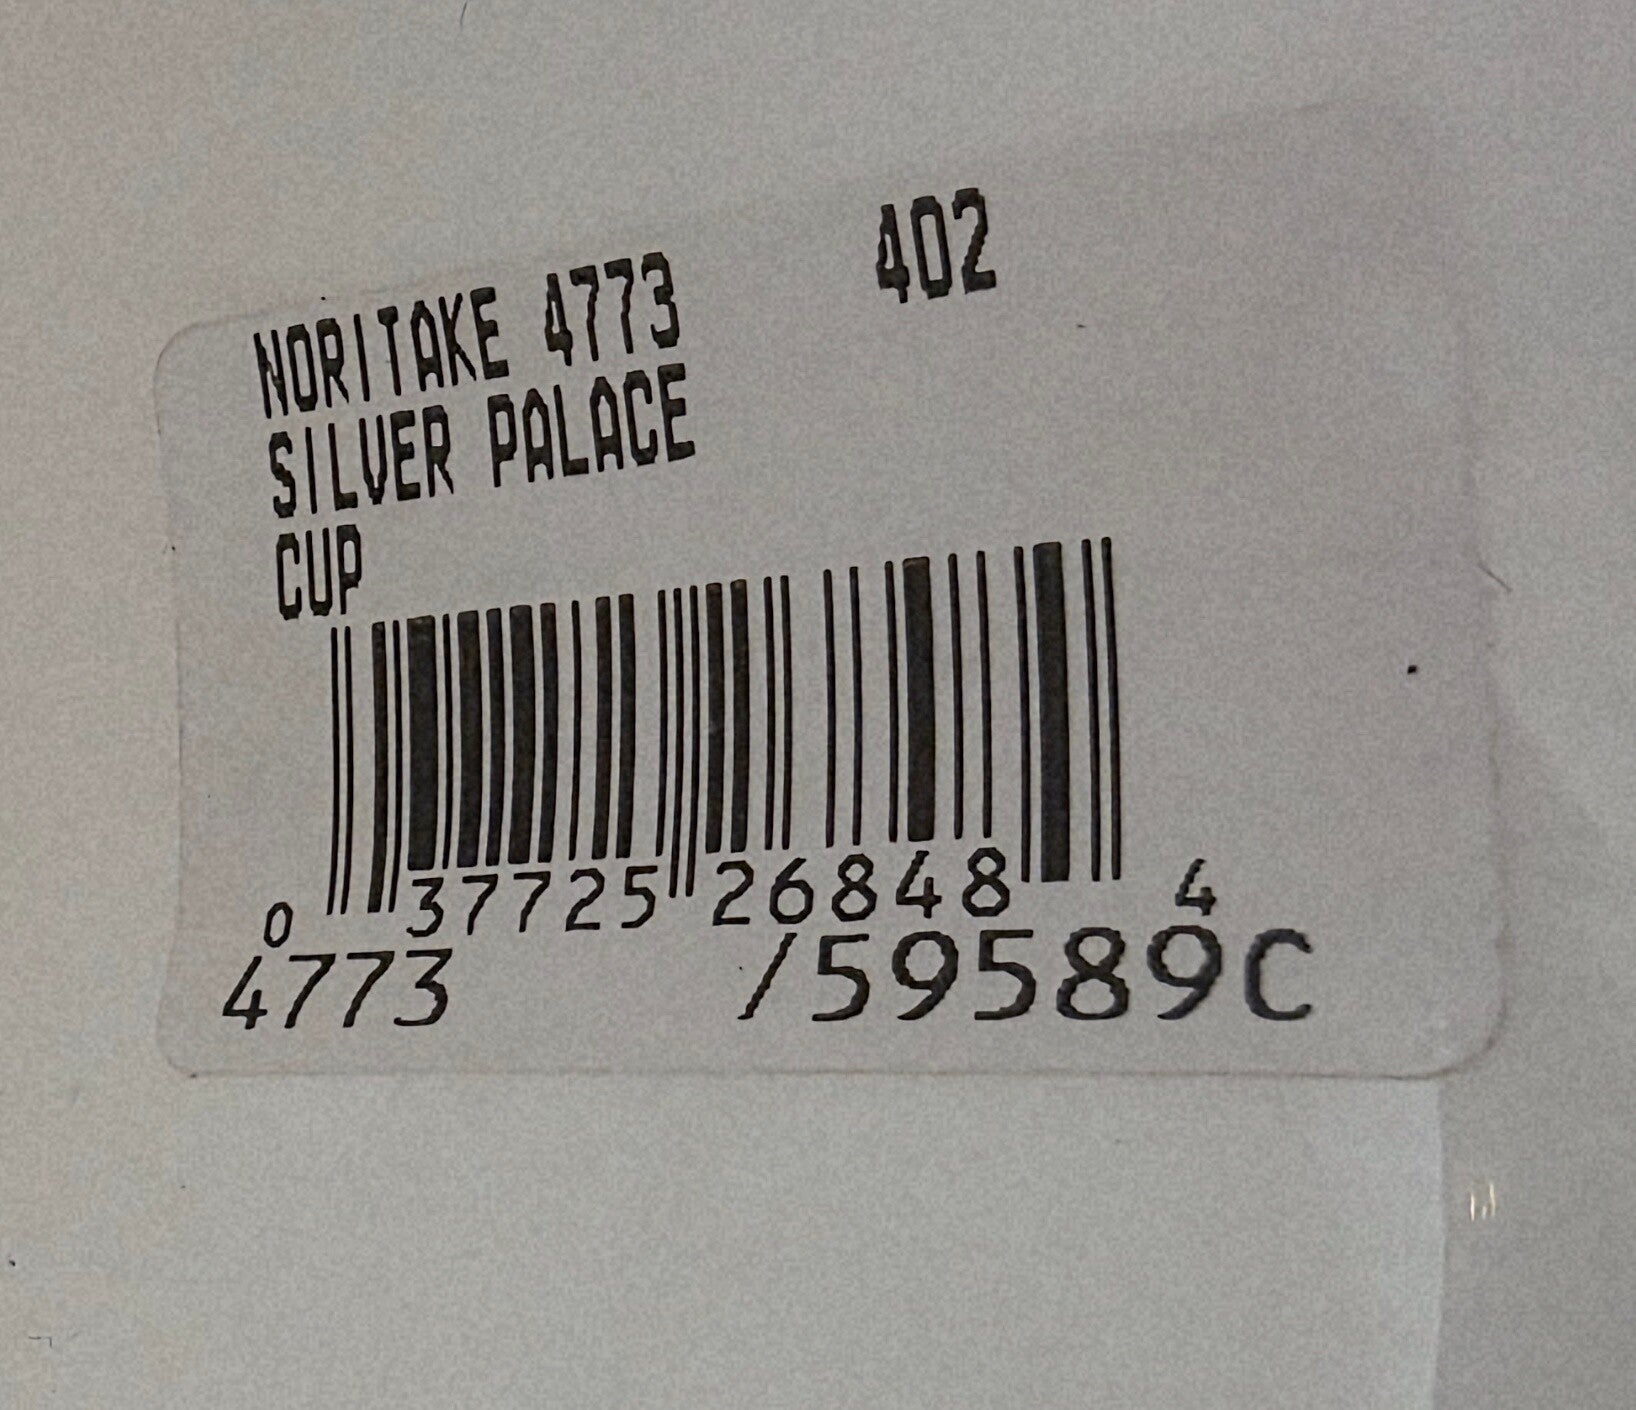 NORITAKE 4773 402
SILVER PALACE
CUP
0 37725 26848 4
4773 /59589C